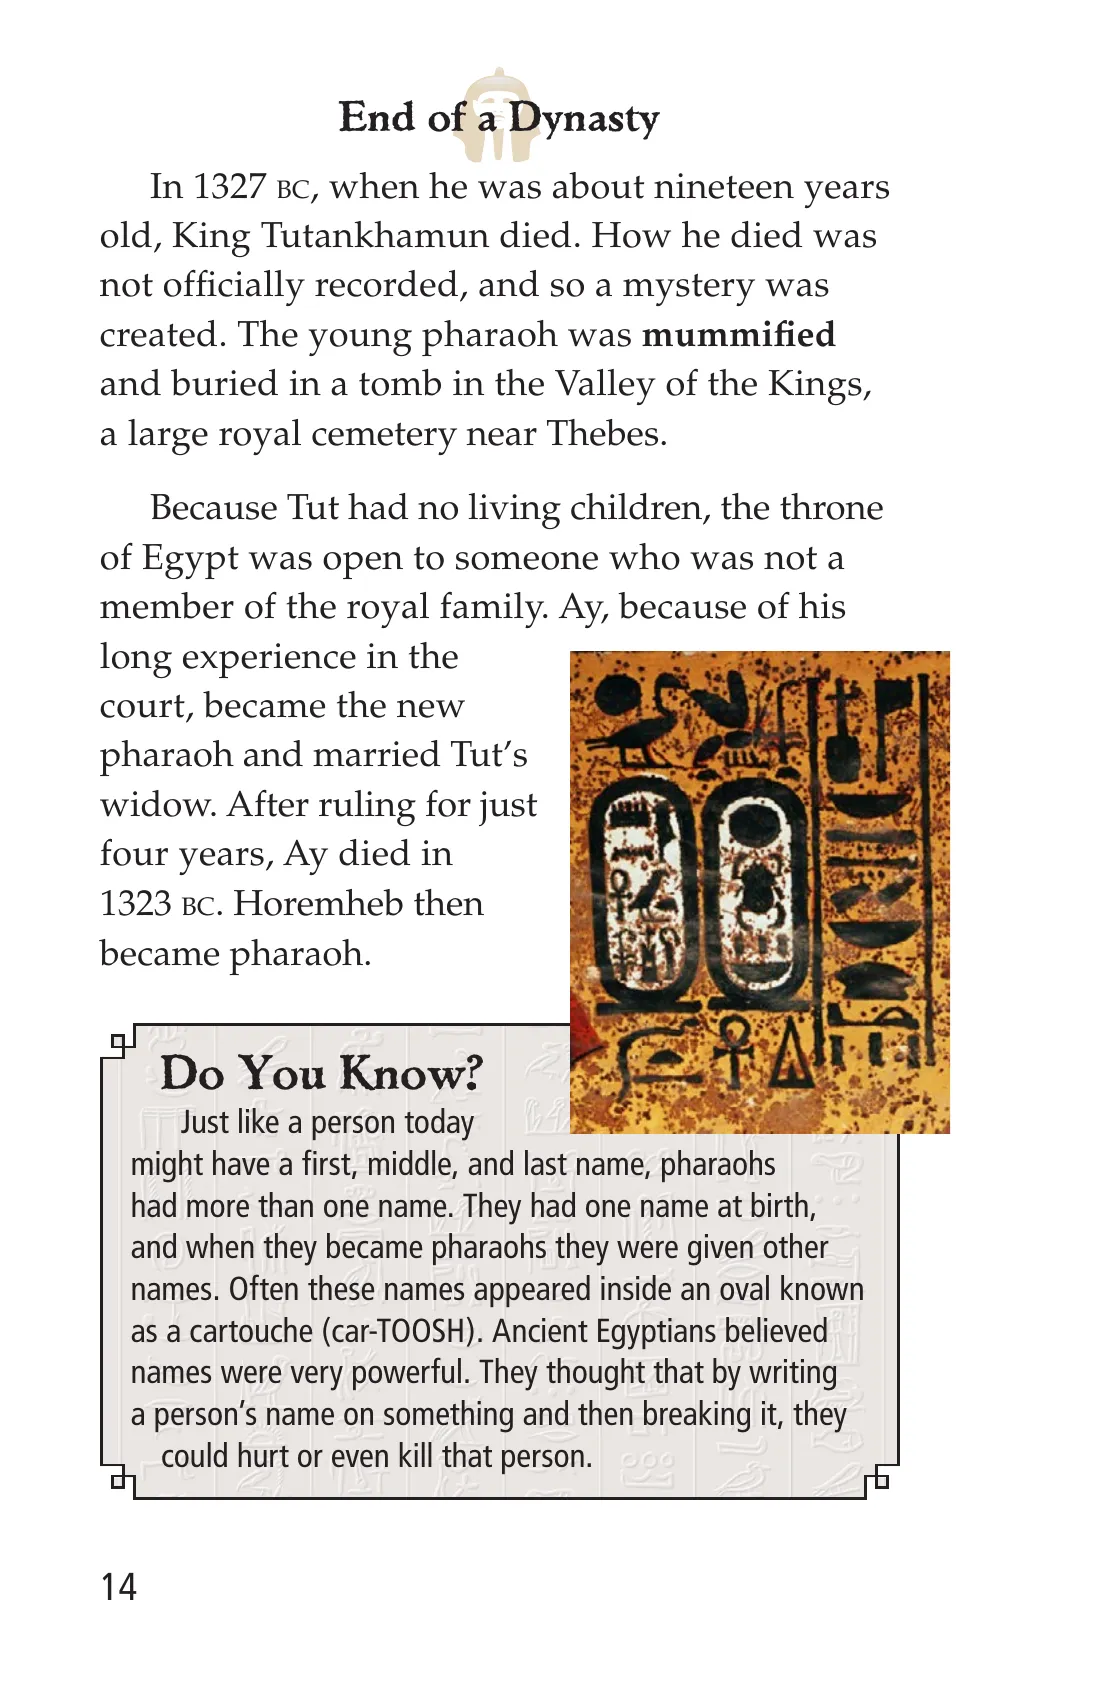 End of a Dynasty
In 1327 BC, when he was about nineteen years
old, King Tutankhamun died. How he died was
not officially recorded, and so a mystery was
created. The young pharaoh was mummified
and buried in a tomb in the Valley of the Kings,
a large royal cemetery near Thebes.
Because Tut had no living children, the throne
of Egypt was open to someone who was not a
member of the royal family. Ay, because of his
long experience in the
court, became the new
pharaoh and married Tut’s
widow. After ruling for just
four years, Ay died in
1323 BC. Horemheb then
became pharaoh.
Do You Know?
Just like a person today
might have a first, middle, and last name, pharaohs
had more than one name. They had one name at birth,
and when they became pharaohs they were given other
names. Often these names appeared inside an oval known
as a cartouche (car-TOOSH). Ancient Egyptians believed
names were very powerful. They thought that by writing
a person’s name on something and then breaking it, they
could hurt or even kill that person.
14